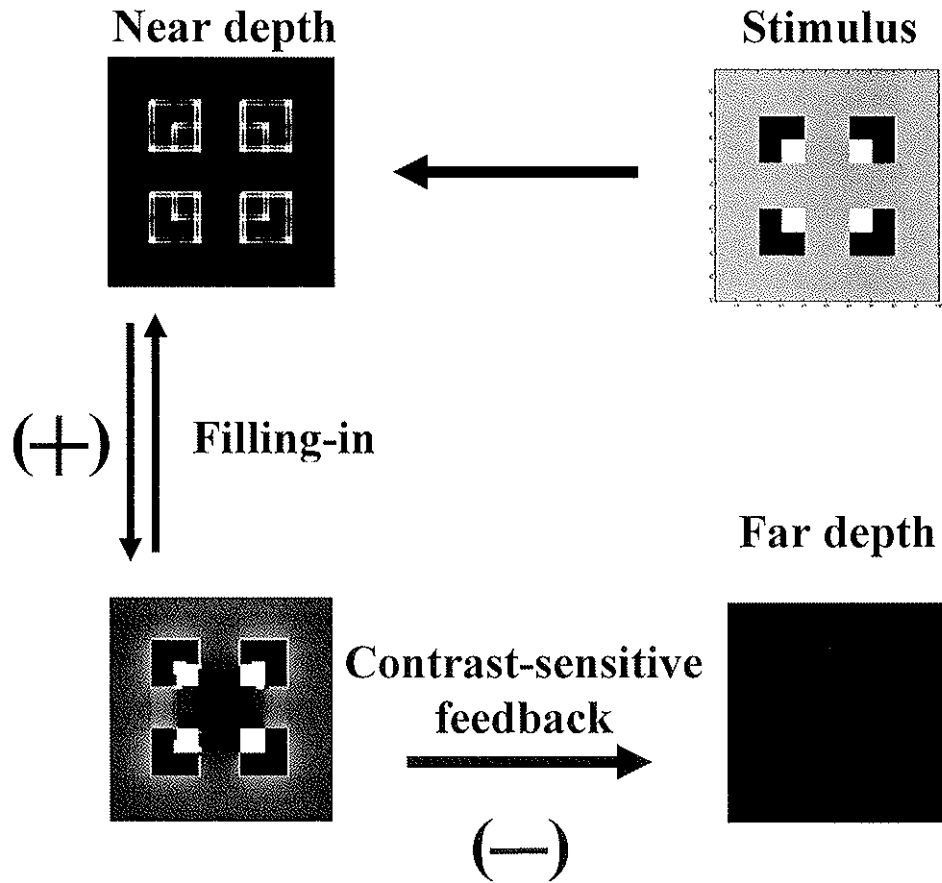 Near depth
Stimulus
(+)
Filling-in
Far depth
Contrast-sensitive
feedback
(—)